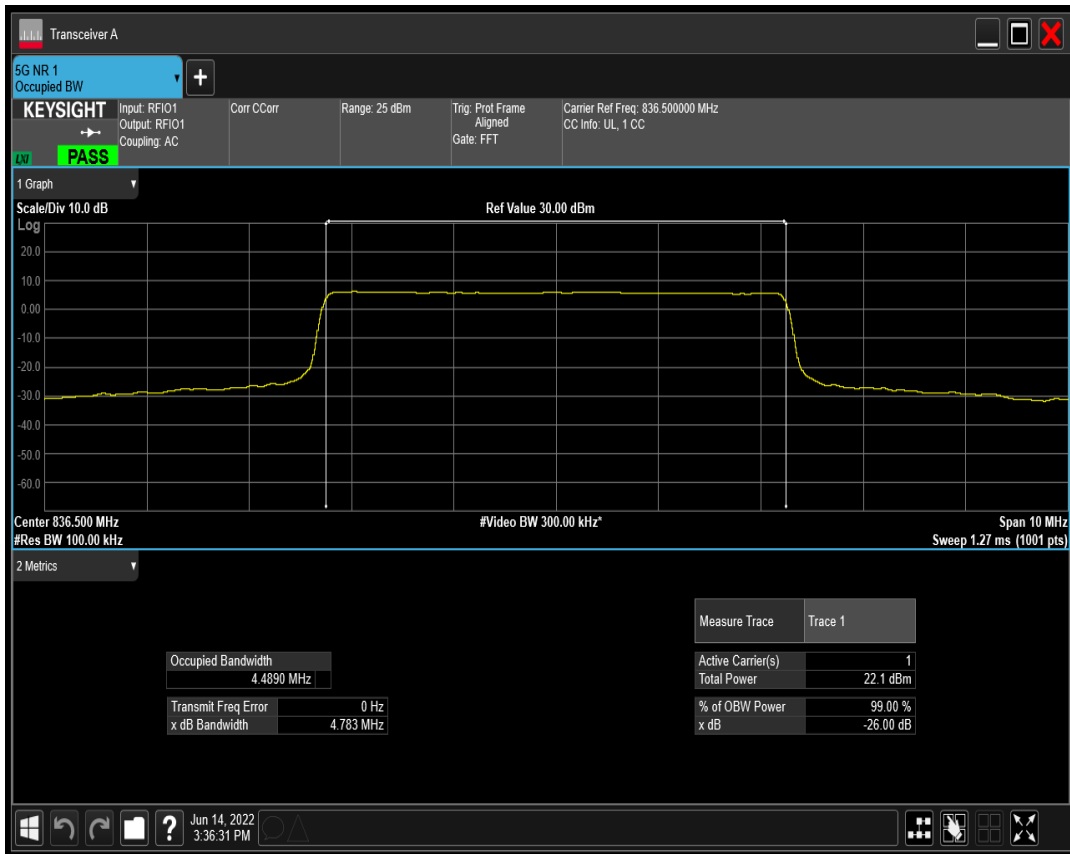 Transceiver A
5G NR 1
Occupied BW
+
KEYSIGHT
LXI
PASS
Input: RFIO1
Output: RFIO1
Coupling: AC
Corr CCorr
Range: 25 dBm
Trig: Prot Frame
Aligned
Gate: FFT
Carrier Ref Freq: 836.500000 MHz
CC Info: UL, 1 CC
1 Graph
Scale/Div 10.0 dB
Ref Value 30.00 dBm
Log
20.0
10.0
0.00
-10.0
-20.0
-30.0
-40.0
-50.0
-60.0
Center 836.500 MHz
#Video BW 300.00 kHz*
Span 10 MHz
#Res BW 100.00 kHz
Sweep 1.27 ms (1001 pts)
2 Metrics
Measure Trace Trace 1
Occupied Bandwidth
4.4890 MHz
Active Carrier(s) 1
Total Power 22.1 dBm
Transmit Freq Error 0 Hz
x dB Bandwidth 4.783 MHz
% of OBW Power 99.00 %
x dB -26.00 dB
?
Jun 14, 2022
3:36:31 PM